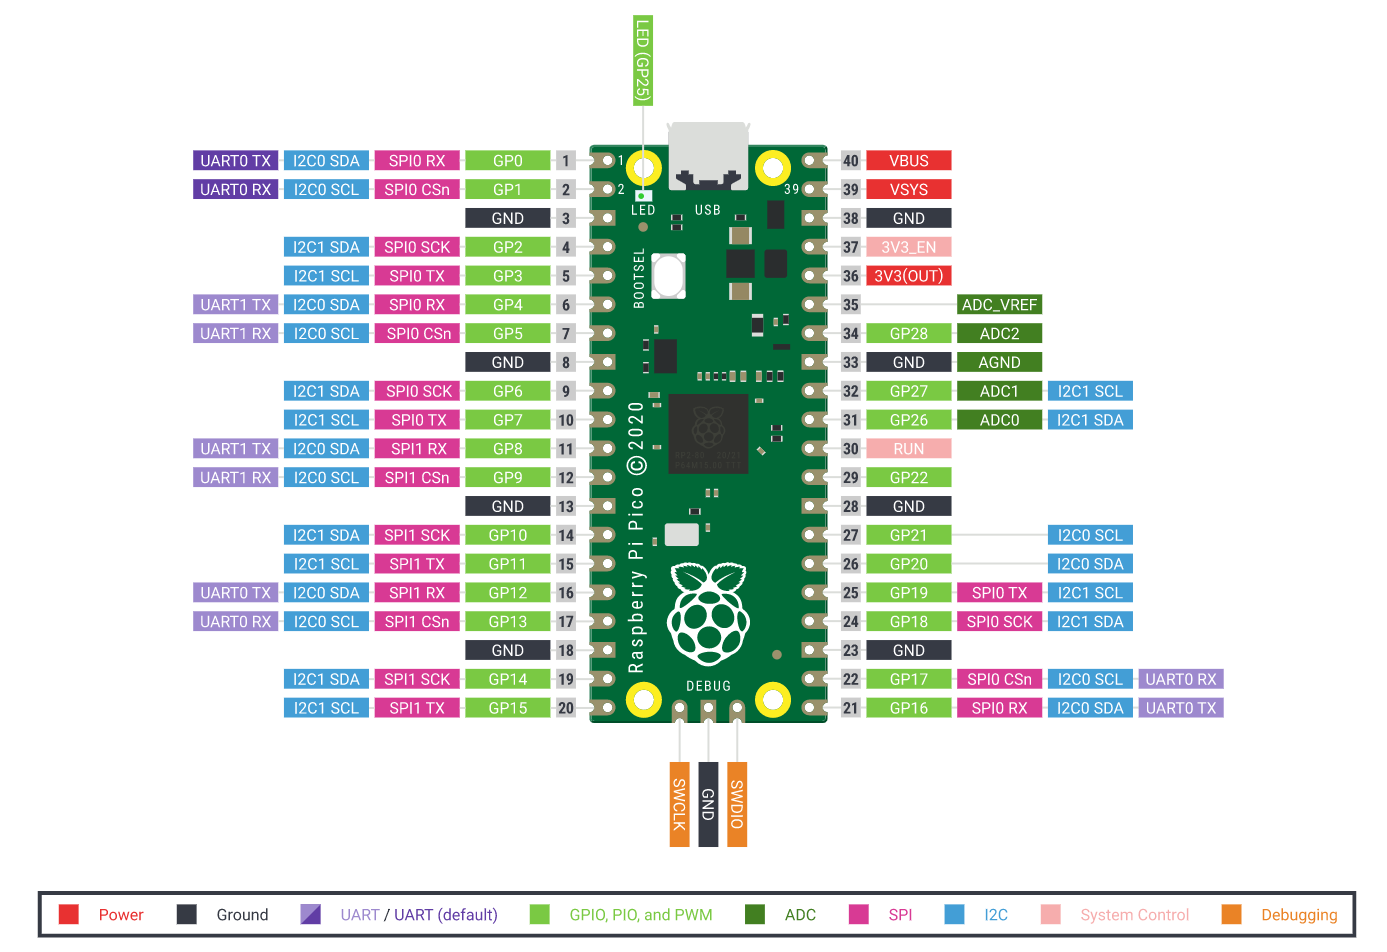 LED (GP25)
UART0 TX I2C0 SDA SPI0 RX GP0 1 1 40 VBUS
UART0 RX I2C0 SCL SPI0 CSn GP1 2 2 39 39 VSYS
LED USB
GND 3 38 GND
I2C1 SDA SPI0 SCK GP2 4 37 3V3_EN
I2C1 SCL SPI0 TX GP3 5 BOOTSEL 36 3V3(OUT)
UART1 TX I2C0 SDA SPI0 RX GP4 6 35 ADC_VREF
UART1 RX I2C0 SCL SPI0 CSn GP5 7 34 GP28 ADC2
GND 8 33 GND AGND
I2C1 SDA SPI0 SCK GP6 9 32 GP27 ADC1 I2C1 SCL
I2C1 SCL SPI0 TX GP7 10 31 GP26 ADC0 I2C1 SDA
UART1 TX I2C0 SDA SPI1 RX GP8 11 30 RUN
UART1 RX I2C0 SCL SPI1 CSn GP9 12 29 GP22
GND 13 28 GND
I2C1 SDA SPI1 SCK GP10 14 27 GP21 I2C0 SCL
I2C1 SCL SPI1 TX GP11 15 26 GP20 I2C0 SDA
UART0 TX I2C0 SDA SPI1 RX GP12 16 25 GP19 SPI0 TX I2C1 SCL
UART0 RX I2C0 SCL SPI1 CSn GP13 17 24 GP18 SPI0 SCK I2C1 SDA
GND 18 23 GND
I2C1 SDA SPI1 SCK GP14 19 22 GP17 SPI0 CSn I2C0 SCL UART0 RX
I2C1 SCL SPI1 TX GP15 20 21 GP16 SPI0 RX I2C0 SDA UART0 TX
Raspberry Pi Pico © 2020
DEBUG
SWCLK
GND
SWDIO
Power Ground UART / UART (default) GPIO, PIO, and PWM ADC SPI I2C System Control Debugging